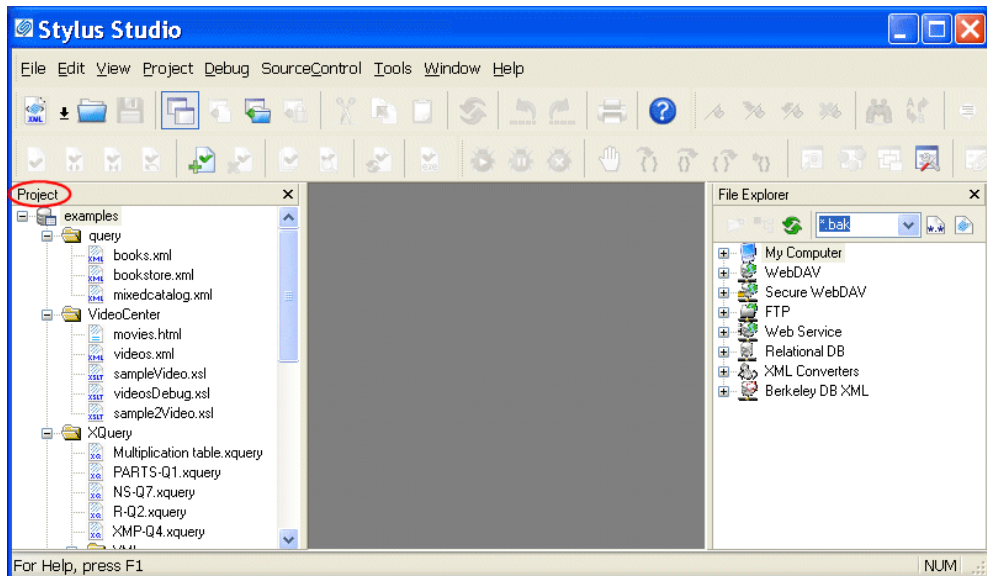 Stylus Studio
File Edit View Project Debug SourceControl Tools Window Help
Project
examples
query
books.xml
bookstore.xml
mixedcatalog.xml
VideoCenter
movies.html
videos.xml
sampleVideo.xsl
videosDebug.xsl
sample2Video.xsl
XQuery
Multiplication table.xquery
PARTS-Q1.xquery
NS-Q7.xquery
R-Q2.xquery
XMP-Q4.xquery
File Explorer
*.bak
My Computer
WebDAV
Secure WebDAV
FTP
Web Service
Relational DB
XML Converters
Berkeley DB XML
For Help, press F1
NUM